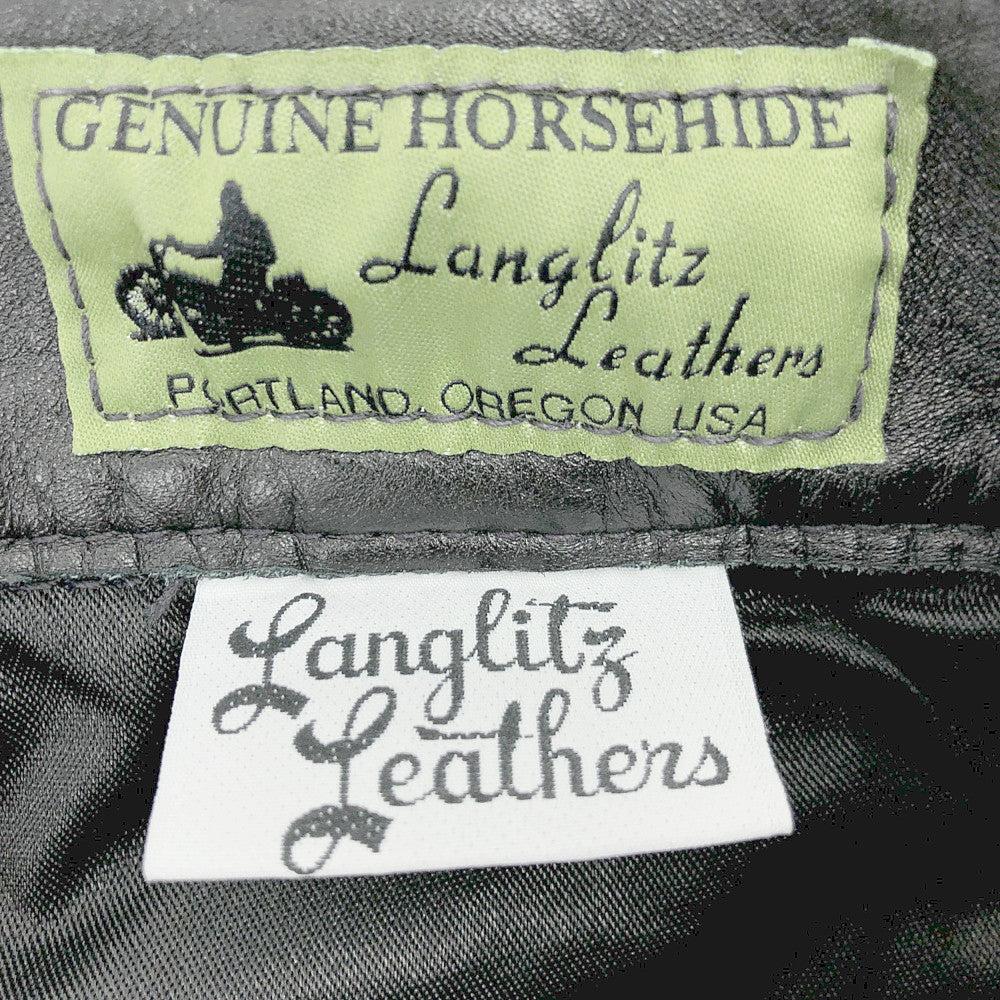 GENUINE HORSEHIDE
Langlitz
Leathers
PORTLAND, OREGON USA
Langlitz
Leathers